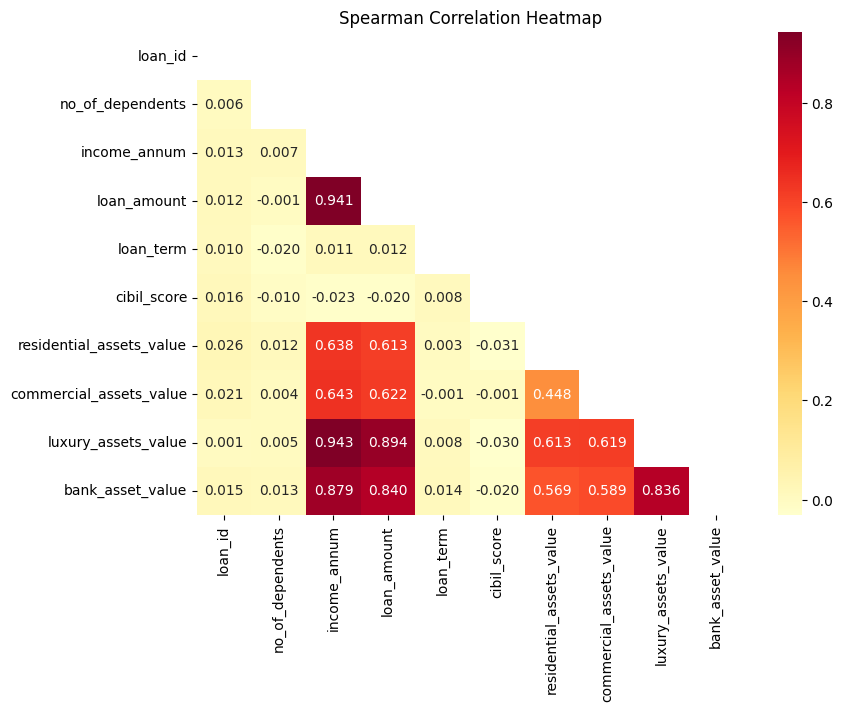 Spearman Correlation Heatmap
loan_id
no_of_dependents 0.006
income_annum 0.013 0.007
loan_amount 0.012 -0.001 0.941
loan_term 0.010 -0.020 0.011 0.012
cibil_score 0.016 -0.010 -0.023 -0.020 0.008
residential_assets_value 0.026 0.012 0.638 0.613 0.003 -0.031
commercial_assets_value 0.021 0.004 0.643 0.622 -0.001 -0.001 0.448
luxury_assets_value 0.001 0.005 0.943 0.894 0.008 -0.030 0.613 0.619
bank_asset_value 0.015 0.013 0.879 0.840 0.014 -0.020 0.569 0.589 0.836
loan_id
no_of_dependents
income_annum
loan_amount
loan_term
cibil_score
residential_assets_value
commercial_assets_value
luxury_assets_value
bank_asset_value
0.8
0.6
0.4
0.2
0.0